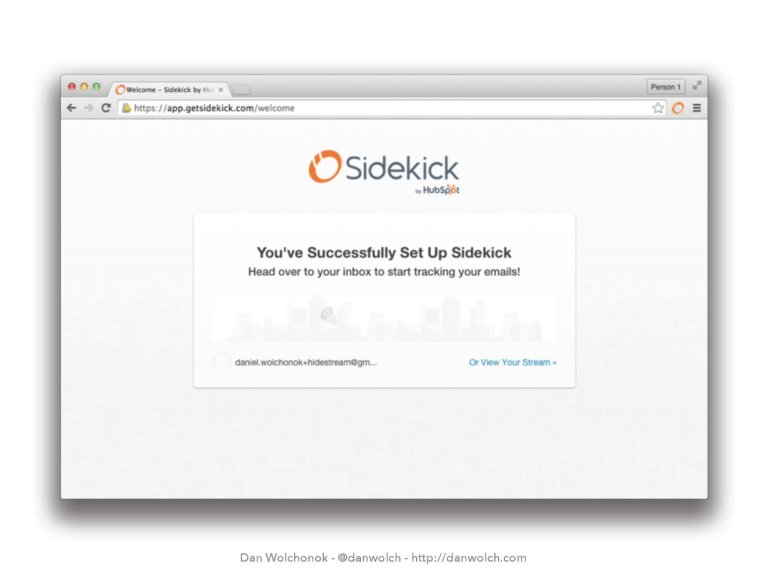 Welcome - Sidekick by Hu
Person 1
https://app.getsidekick.com/welcome
Sidekick
by HubSpot
You've Successfully Set Up Sidekick
Head over to your inbox to start tracking your emails!
daniel.wolchonok+hidestream@gm...
Or View Your Stream »
Dan Wolchonok - @danwolch - http://danwolch.com